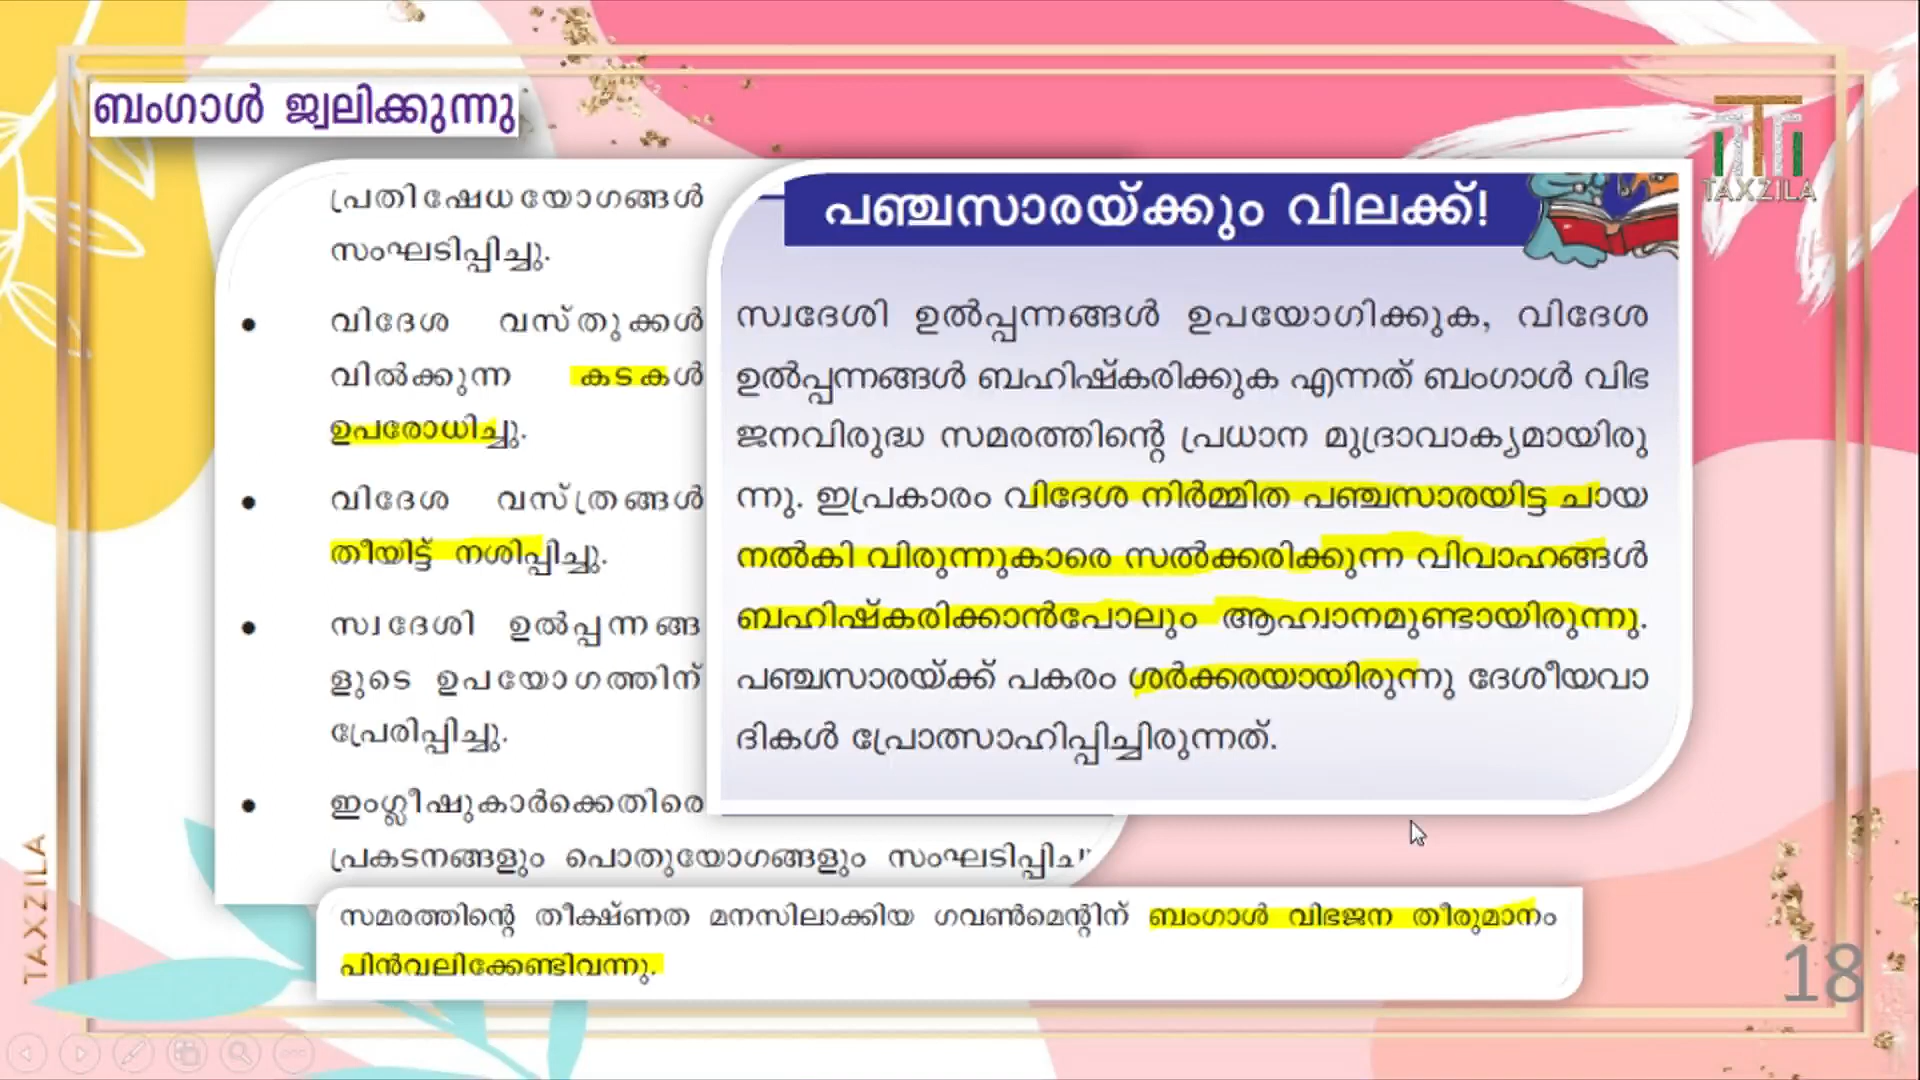 ബംഗാൾ ജ്വലിക്കുന്നു
TAXZILA
പ്രതിഷേധയോഗങ്ങൾ
സംഘടിപ്പിച്ചു.
• വിദേശ വസ്തുക്കൾ
വിൽക്കുന്ന കടകൾ
ഉപരോധിച്ചു.
• വിദേശ വസ്ത്രങ്ങൾ
തീയിട്ട് നശിപ്പിച്ചു.
• സ്വദേശി ഉൽപ്പന്നങ്ങ
ളുടെ ഉപയോഗത്തിന്
പ്രേരിപ്പിച്ചു.
• ഇംഗ്ലീഷുകാർക്കെതിരെ
പ്രകടനങ്ങളും പൊതുയോഗങ്ങളും
പഞ്ചസാരയ്ക്കും വിലക്ക്!
സ്വദേശി ഉൽപ്പന്നങ്ങൾ ഉപയോഗിക്കുക, വിദേശ
ഉൽപ്പന്നങ്ങൾ ബഹിഷ്കരിക്കുക എന്നത് ബംഗാൾ വിഭ
ജനവിരുദ്ധ സമരത്തിന്റെ പ്രധാന മുദ്രാവാക്യമായിരു
ന്നു. ഇപ്രകാരം വിദേശ നിർമ്മിത പഞ്ചസാരയിട്ട ചായ
നൽകി വിരുന്നുകാരെ സൽക്കരിക്കുന്ന വിവാഹങ്ങൾ
ബഹിഷ്കരിക്കാൻപോലും ആഹ്വാനമുണ്ടായിരുന്നു.
പഞ്ചസാരയ്ക്ക് പകരം ശർക്കരയായിരുന്നു ദേശീയവാ
ദികൾ പ്രോത്സാഹിപ്പിച്ചിരുന്നത്.
സമരത്തിന്റെ തീക്ഷ്ണത മനസിലാക്കിയ ഗവൺമെന്റിന് ബംഗാൾ വിഭജന തീരുമാനം
പിൻവലിക്കേണ്ടിവന്നു.
TAXZILA
18